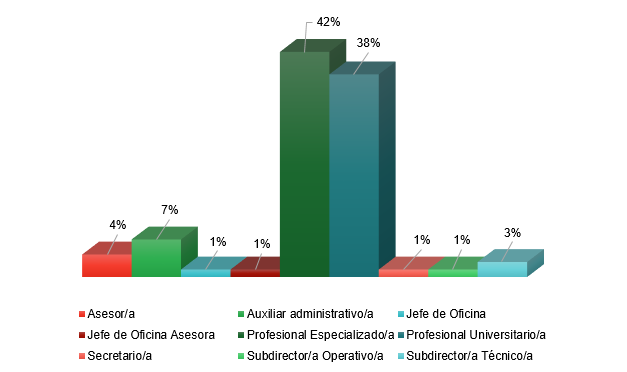 42%
38%
4%
7%
1%
1%
1%
1%
3%
Asesor/a
Auxiliar administrativo/a
Jefe de Oficina
Jefe de Oficina Asesora
Profesional Especializado/a
Profesional Universitario/a
Secretario/a
Subdirector/a Operativo/a
Subdirector/a Técnico/a